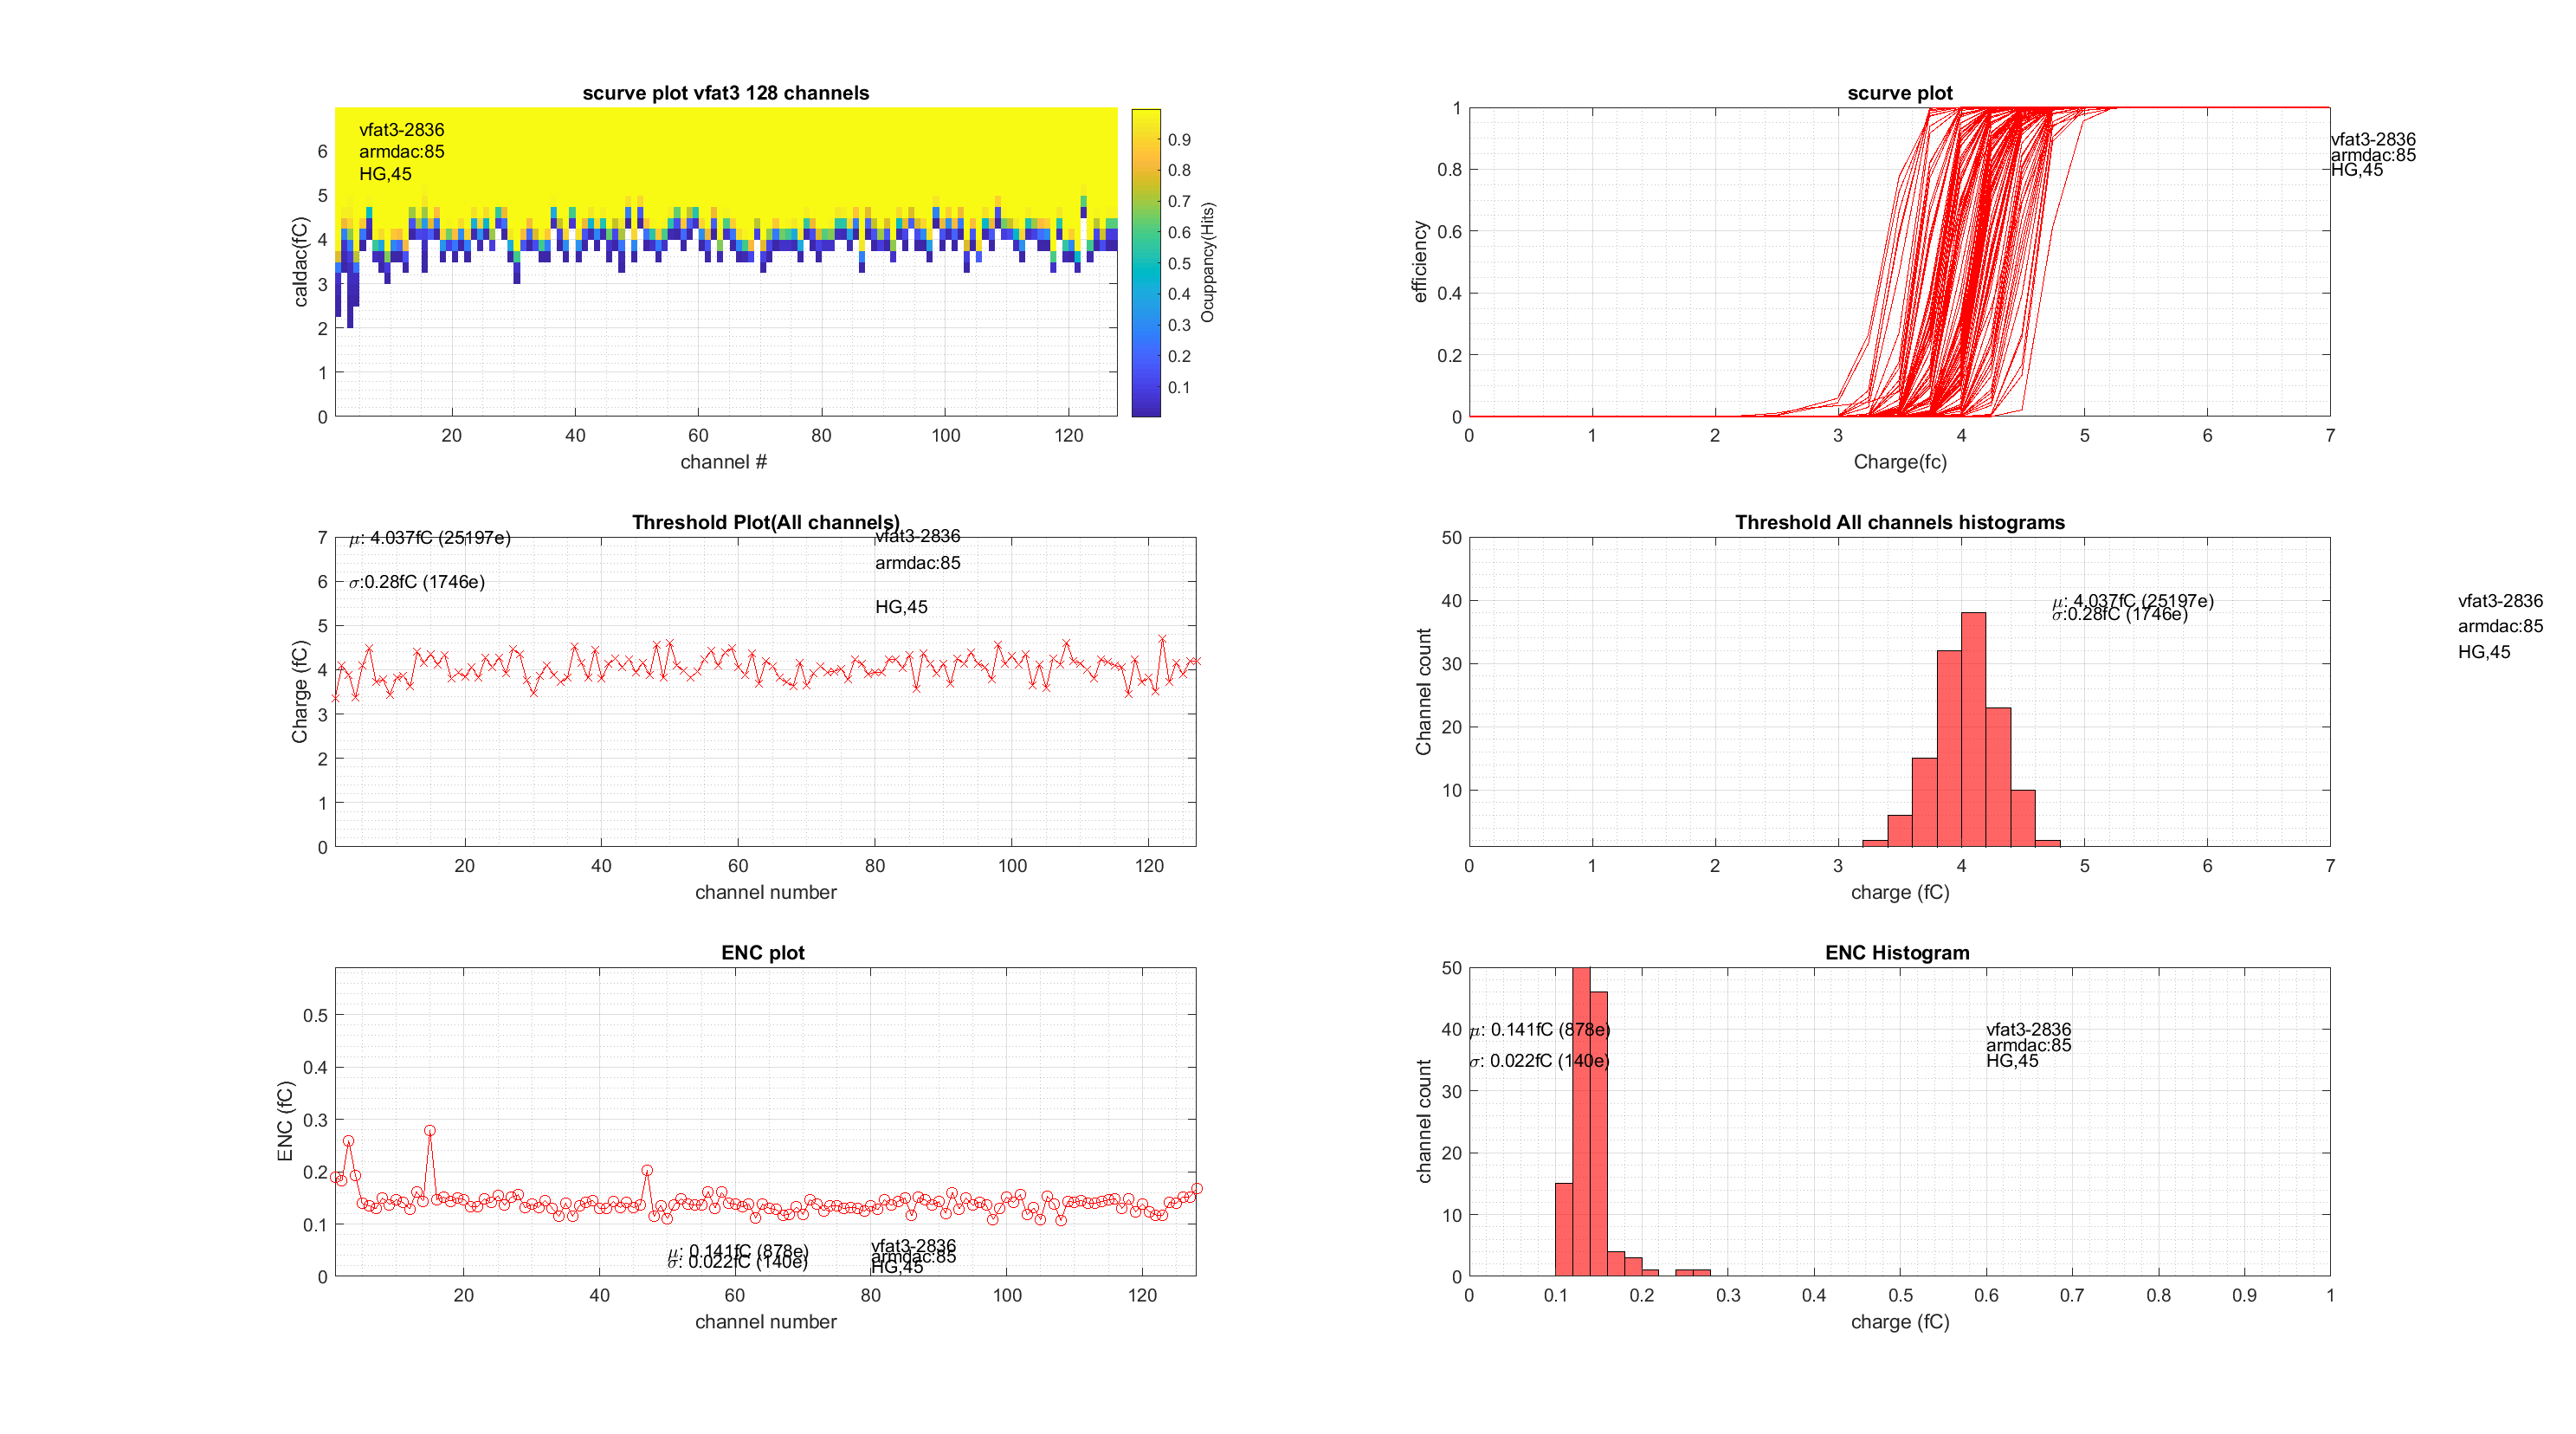 scurve plot vfat3 128 channels
vfat3-2836
armdac:85
HG,45
caldac(fC)
6
5
4
3
2
1
0
20 40 60 80 100 120
channel #
0.9
0.8
0.7
0.6
0.5
0.4
0.3
0.2
0.1
Ocuppancy(Hits)
scurve plot
vfat3-2836
armdac:85
HG,45
efficiency
1
0.8
0.6
0.4
0.2
0
0 1 2 3 4 5 6 7
Charge(fc)
Threshold Plot(All channels)
μ: 4.037fC (25197e)
σ:0.28fC (1746e)
vfat3-2836
armdac:85
HG,45
Charge (fC)
7
6
5
4
3
2
1
0
20 40 60 80 100 120
channel number
Threshold All channels histograms
μ: 4.037fC (25197e)
σ:0.28fC (1746e)
vfat3-2836
armdac:85
HG,45
Channel count
50
40
30
20
10
0 1 2 3 4 5 6 7
charge (fC)
ENC plot
ENC (fC)
0.5
0.4
0.3
0.2
0.1
0
μ: 0.141fC (878e)
σ: 0.022fC (140e)
vfat3-2836
armdac:85
HG,45
20 40 60 80 100 120
channel number
ENC Histogram
μ: 0.141fC (878e)
σ: 0.022fC (140e)
vfat3-2836
armdac:85
HG,45
channel count
50
40
30
20
10
0
0 0.1 0.2 0.3 0.4 0.5 0.6 0.7 0.8 0.9 1
charge (fC)